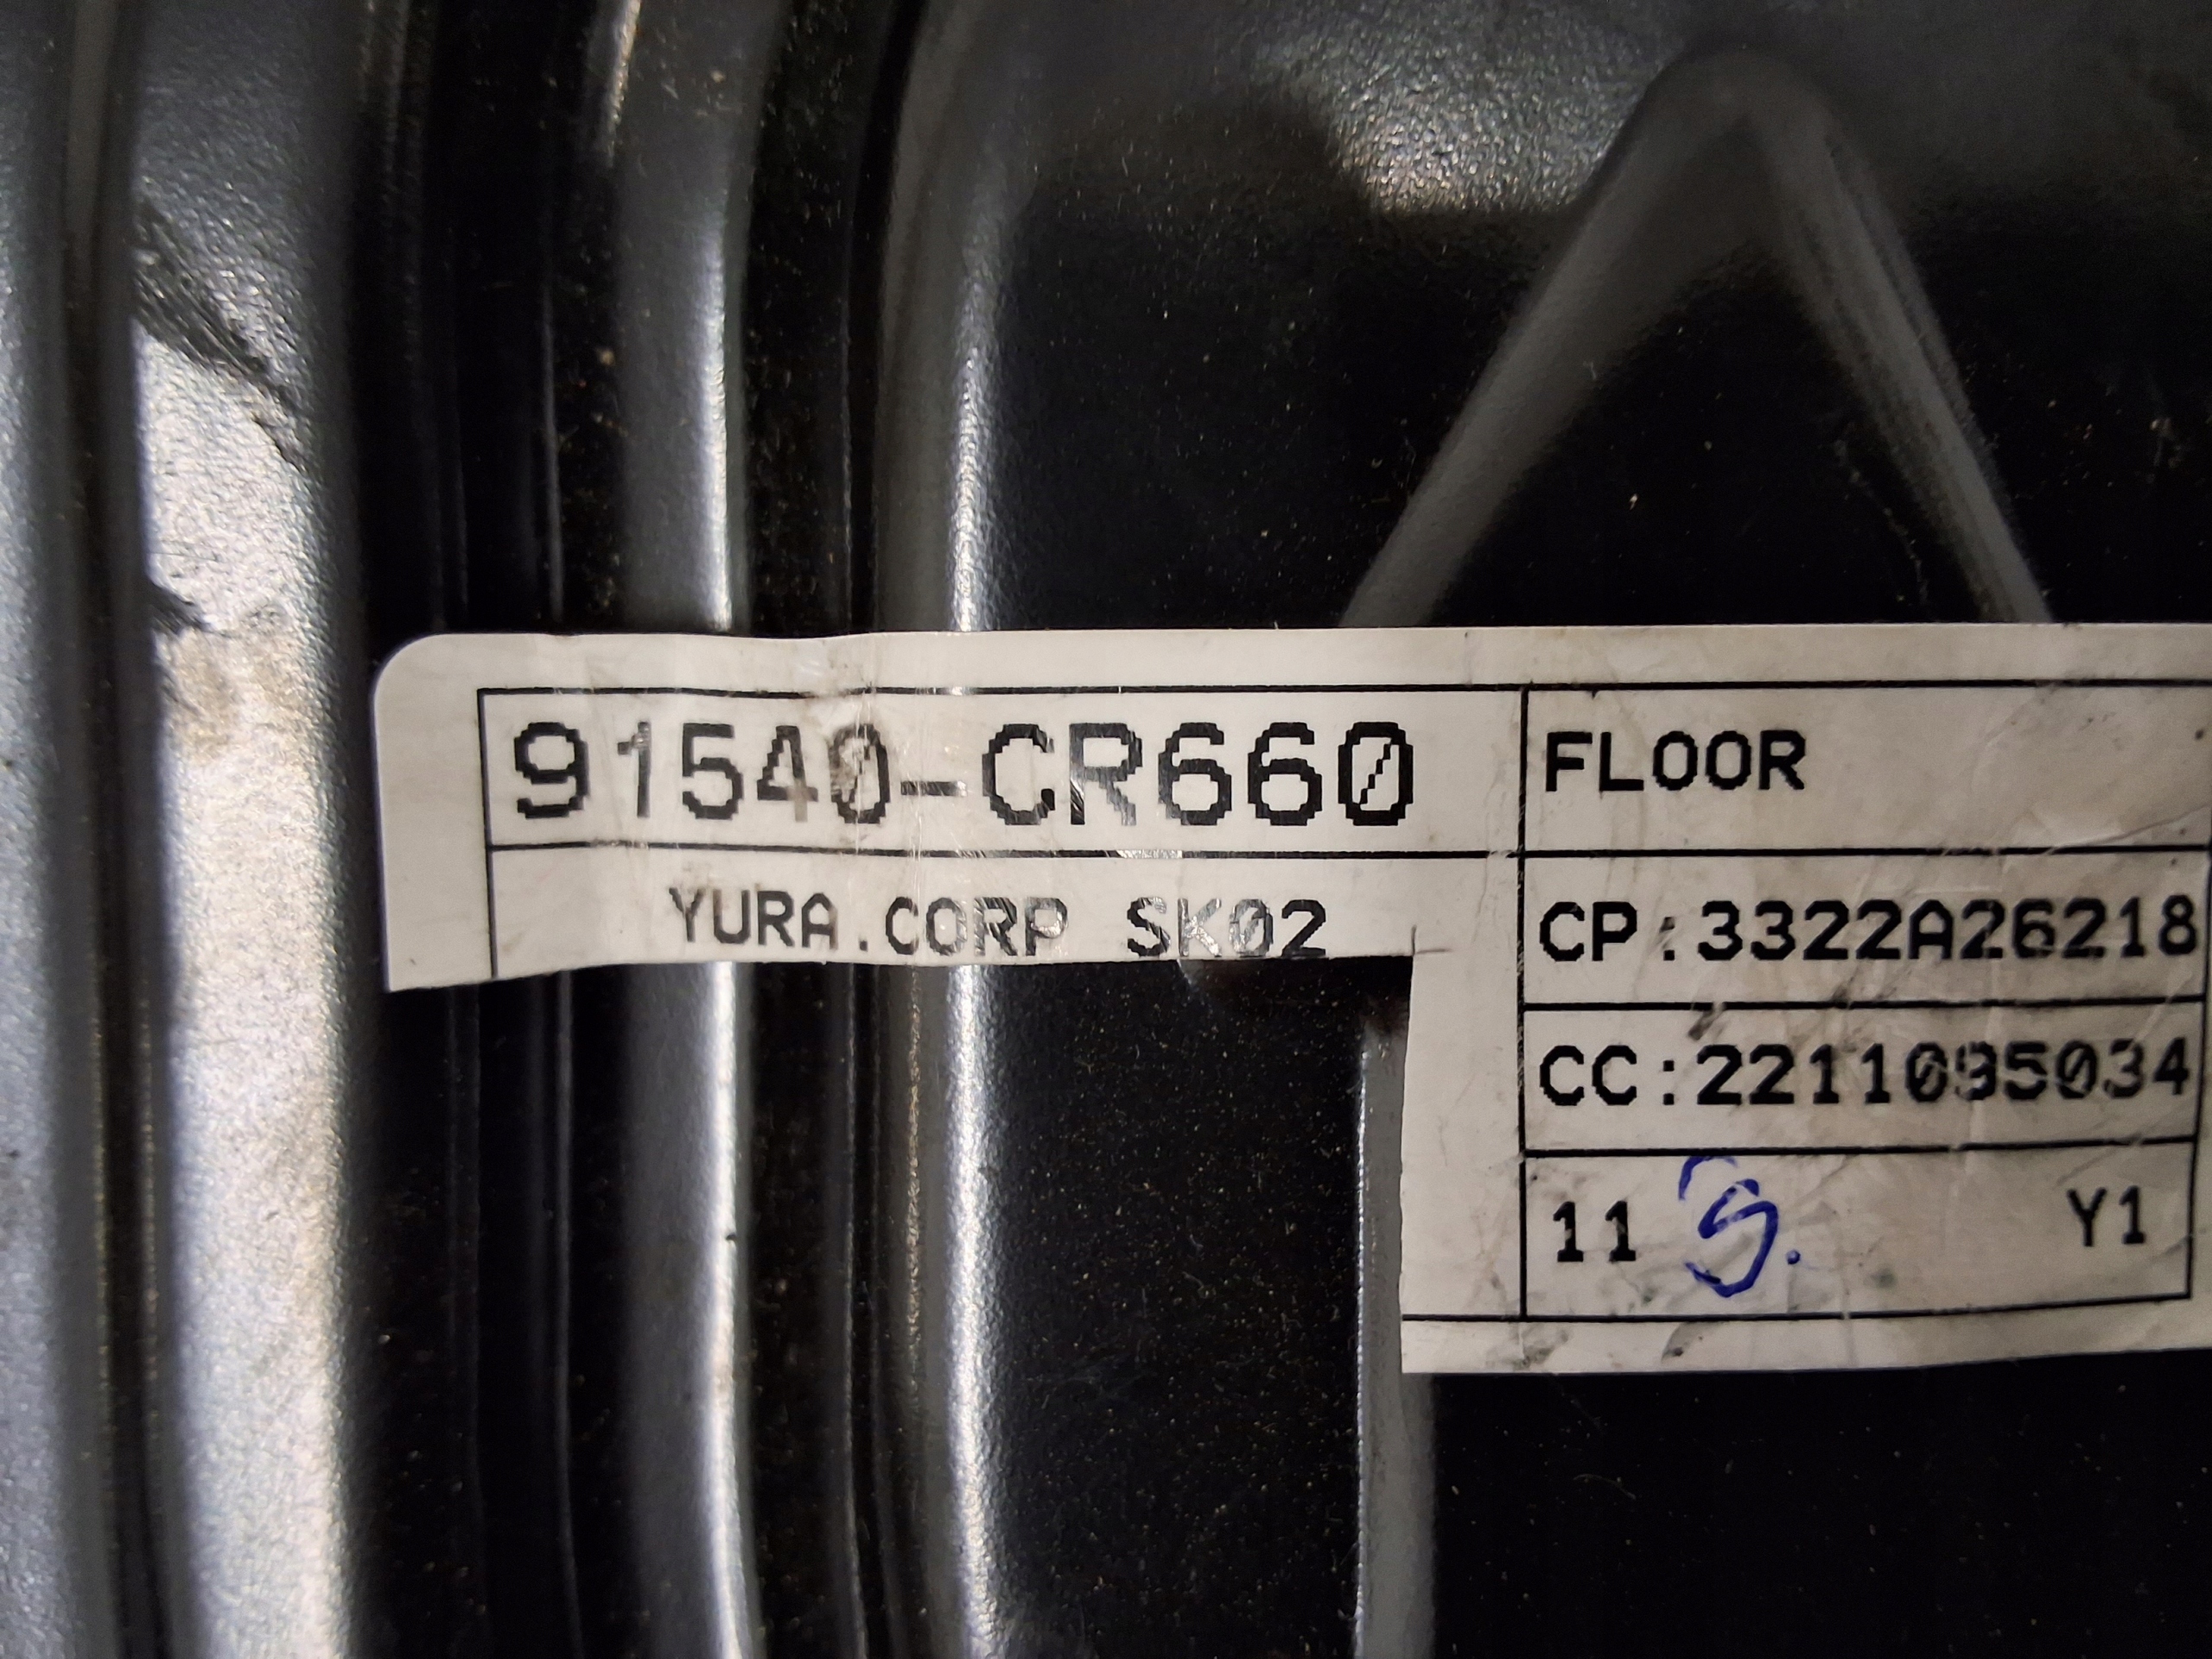 91540-CR660
FLOOR
YURA.CORP SK02
CP:3322A26218
CC:2211095034
11
Y1